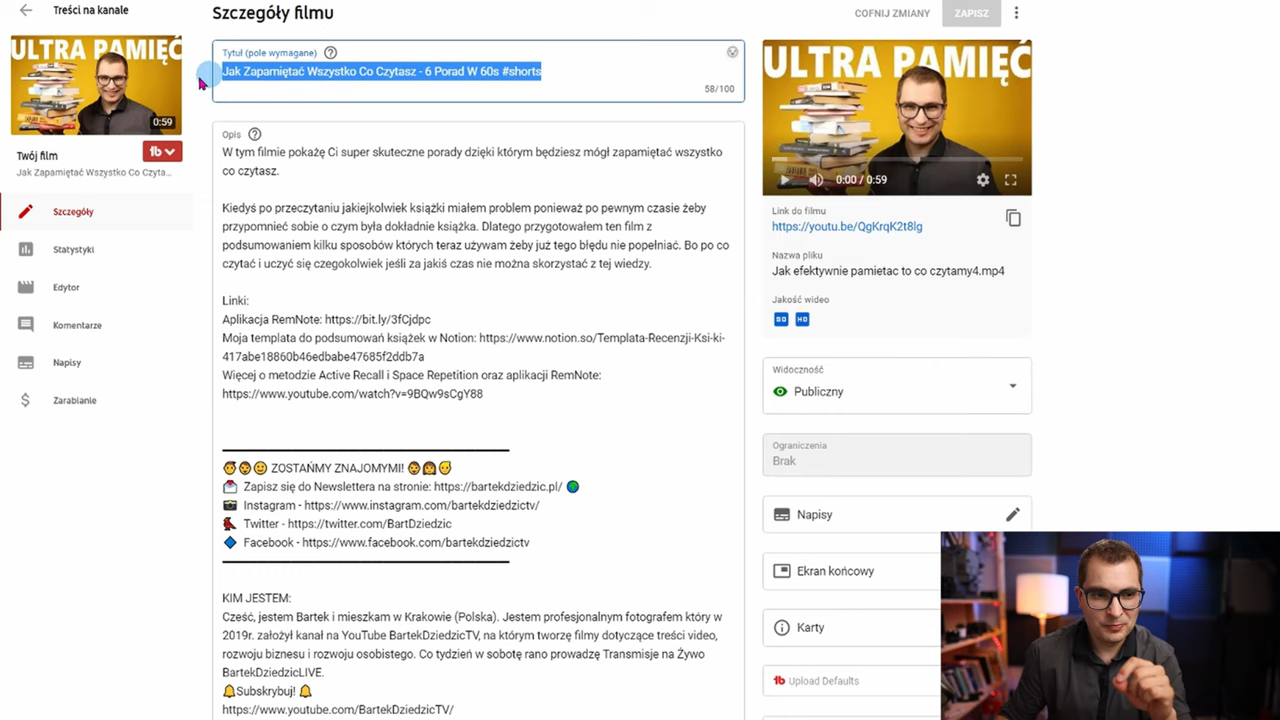 Treści na kanale
Szczegóły filmu
COFNIJ ZMIANY
ZAPISZ
ULTRA PAMIĘĆ
0:59
Twój film
Jak Zapamiętać Wszystko Co Czyta...
Szczegóły
Statystyki
Edytor
Komentarze
Napisy
Zarabianie
Tytuł (pole wymagane)
Jak Zapamiętać Wszystko Co Czytasz - 6 Porad W 60s #shorts
58/100
Opis
W tym filmie pokażę Ci super skuteczne porady dzięki którym będziesz mógł zapamiętać wszystko
co czytasz.
Kiedyś po przeczytaniu jakiejkolwiek książki miałem problem ponieważ po pewnym czasie żeby
przypomnieć sobie o czym była dokładnie książka. Dlatego przygotowałem ten film z
podsumowaniem kilku sposobów których teraz używam żeby już tego błędu nie popełniać. Bo po co
czytać i uczyć się czegokolwiek jeśli za jakiś czas nie można skorzystać z tej wiedzy.
Linki:
Aplikacja RemNote: https://bit.ly/3fCjdpc
Moja templata do podsumowań książek w Notion: https://www.notion.so/Templata-Recenzji-Ksi-ki-
417abe18860b46edbabe47685f2ddb7a
Więcej o metodzie Active Recall i Space Repetition oraz aplikacji RemNote:
https://www.youtube.com/watch?v=9BQw9sCgY88
ZOSTAŃMY ZNAJOMYMI!
Zapisz się do Newslettera na stronie: https://bartekdziedzic.pl/
Instagram - https://www.instagram.com/bartekdziedzictv/
Twitter - https://twitter.com/BartDziedzic
Facebook - https://www.facebook.com/bartekdziedzictv
KIM JESTEM:
Cześć, jestem Bartek i mieszkam w Krakowie (Polska). Jestem profesjonalnym fotografem który w
2019r. założył kanał na YouTube BartekDziedzicTV, na którym tworzę filmy dotyczące treści video,
rozwoju biznesu i rozwoju osobistego. Co tydzień w sobotę rano prowadzę Transmisje na Żywo
BartekDziedzicLIVE.
Subskrybuj!
https://www.youtube.com/BartekDziedzicTV/
ULTRA PAMIĘĆ
0:00 / 0:59
Link do filmu
https://youtu.be/QgKrqK2t8lg
Nazwa pliku
Jak efektywnie pamietac to co czytamy4.mp4
Jakość wideo
SD HD
Widoczność
Publiczny
Ograniczenia
Brak
Napisy
Ekran końcowy
Karty
Upload Defaults